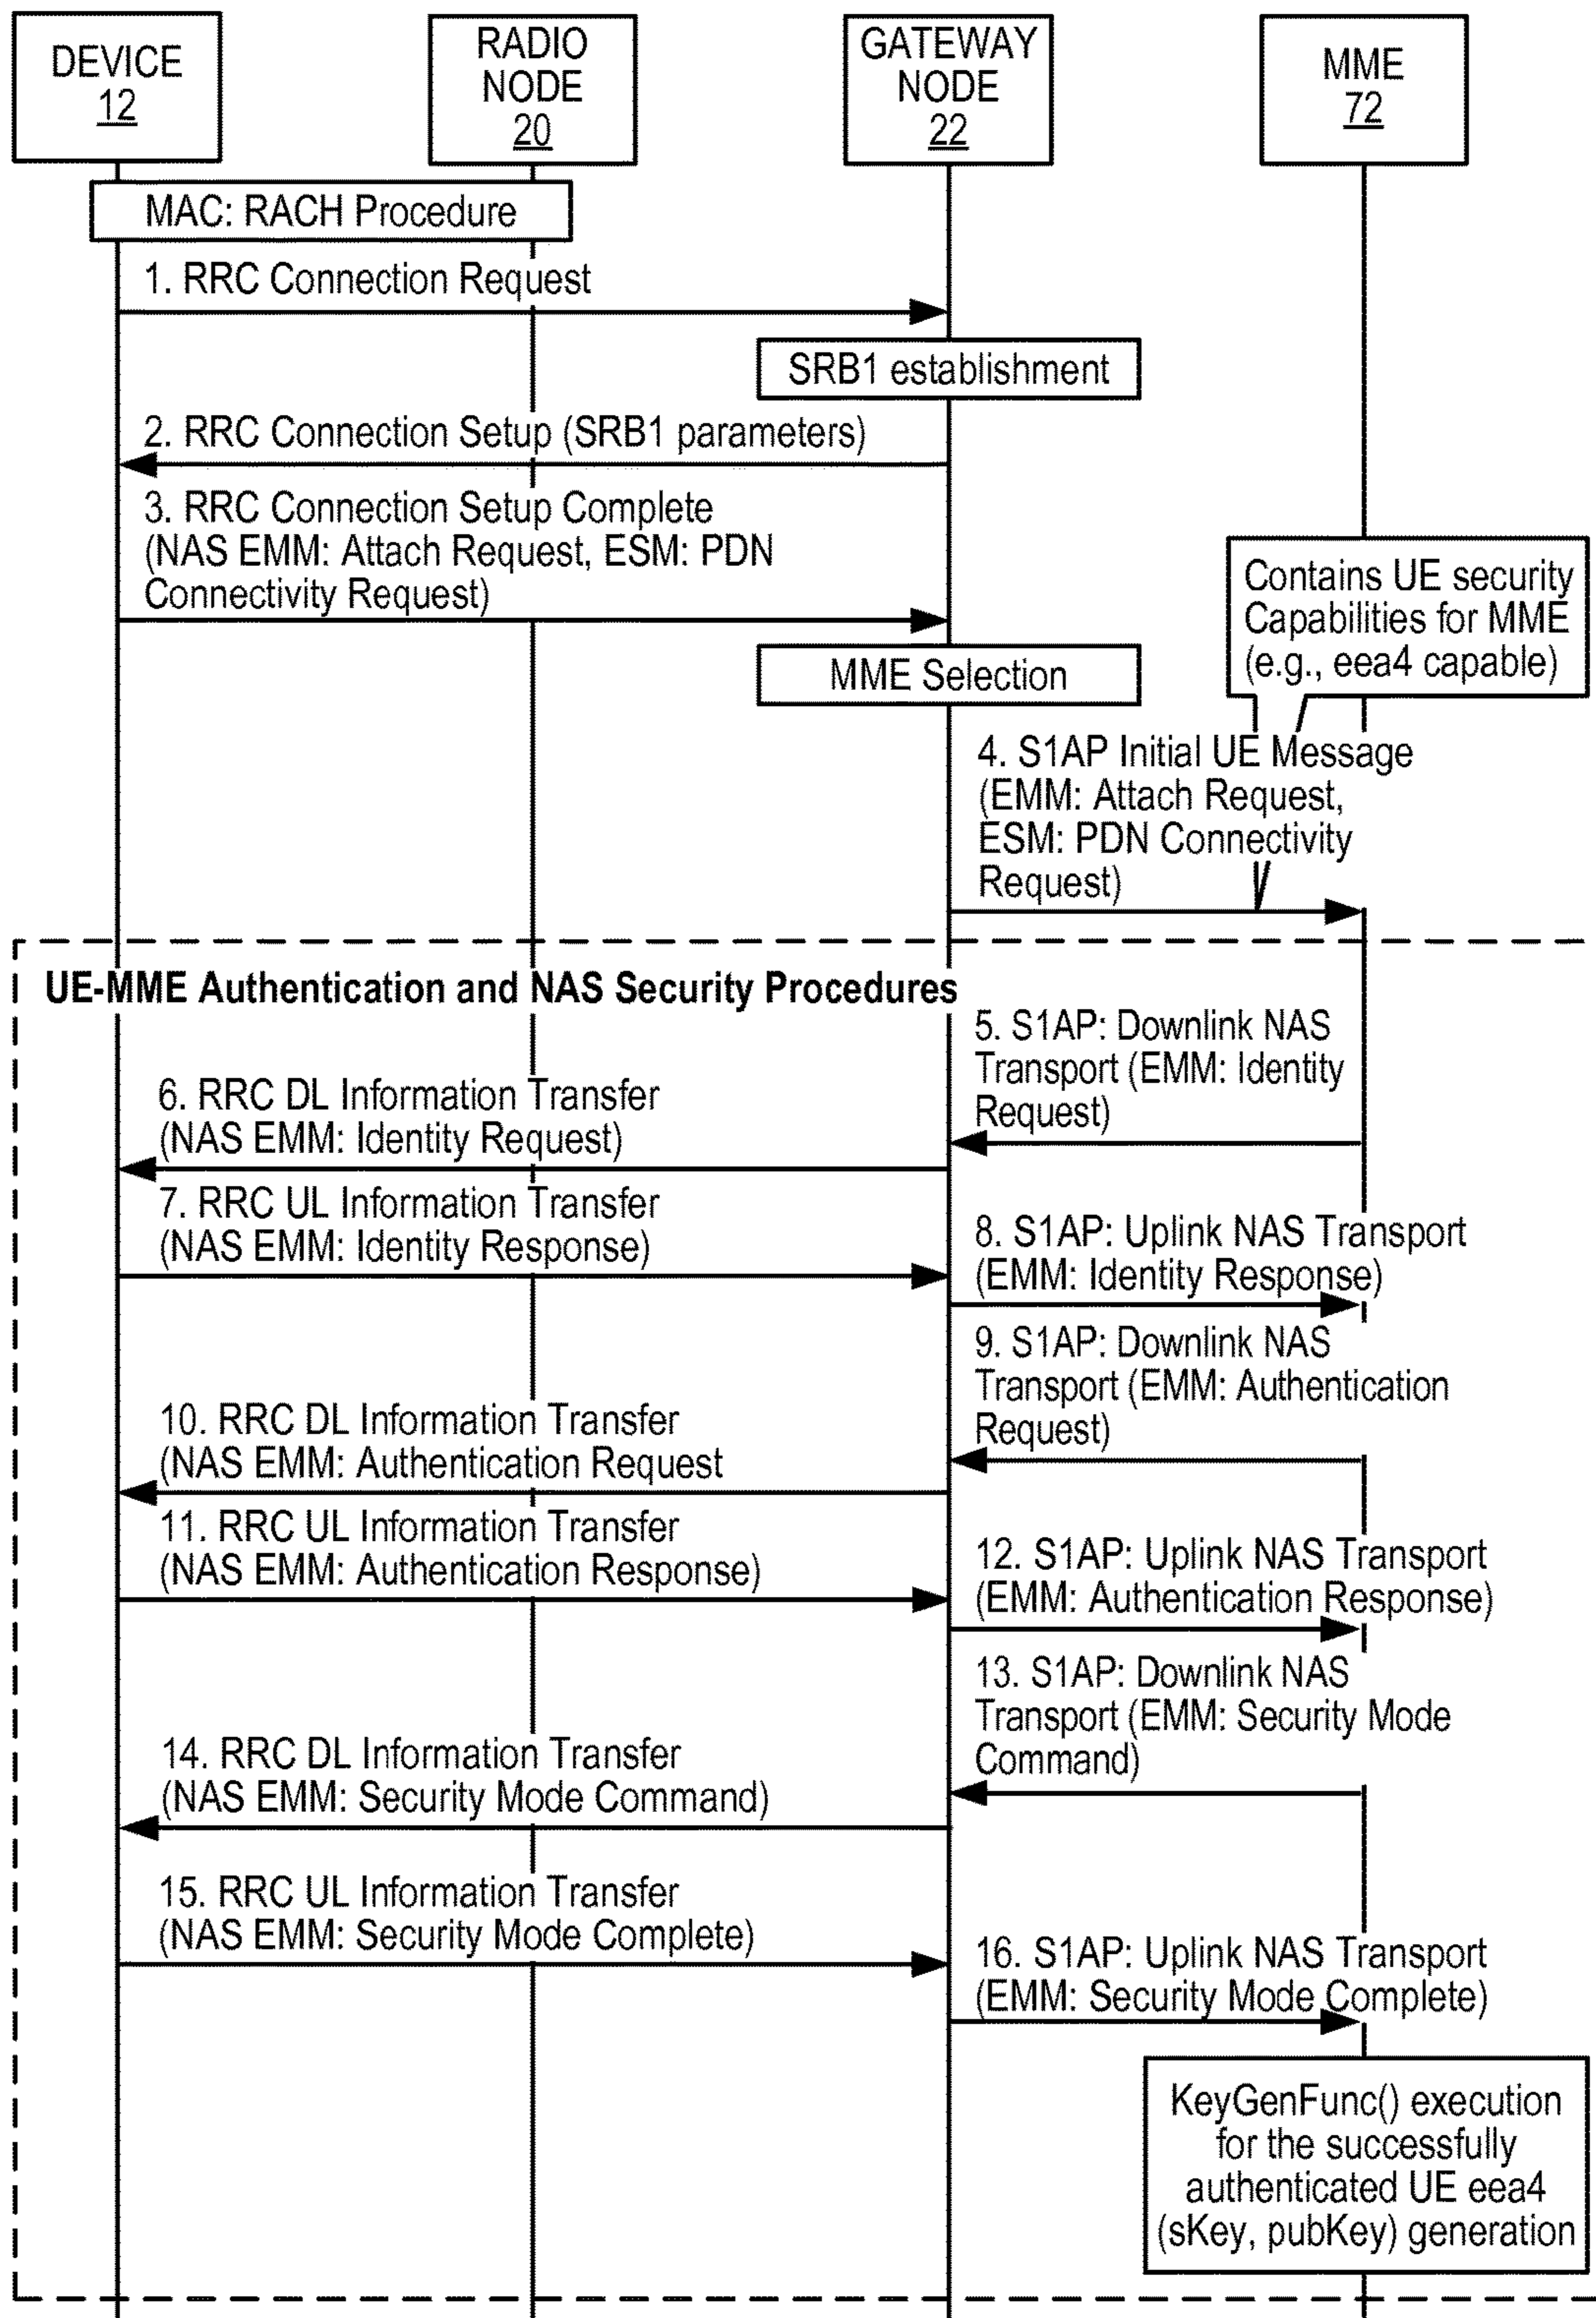 DEVICE
12
RADIO
NODE
20
GATEWAY
NODE
22
MME
72
MAC: RACH Procedure
1. RRC Connection Request
SRB1 establishment
2. RRC Connection Setup (SRB1 parameters)
3. RRC Connection Setup Complete
(NAS EMM: Attach Request, ESM: PDN
Connectivity Request)
Contains UE security
Capabilities for MME
(e.g., eea4 capable)
MME Selection
4. S1AP Initial UE Message
(EMM: Attach Request,
ESM: PDN Connectivity
Request)
UE-MME Authentication and NAS Security Procedures
5. S1AP: Downlink NAS
Transport (EMM: Identity
Request)
6. RRC DL Information Transfer
(NAS EMM: Identity Request)
7. RRC UL Information Transfer
(NAS EMM: Identity Response)
8. S1AP: Uplink NAS Transport
(EMM: Identity Response)
9. S1AP: Downlink NAS
Transport (EMM: Authentication
Request)
10. RRC DL Information Transfer
(NAS EMM: Authentication Request
11. RRC UL Information Transfer
(NAS EMM: Authentication Response)
12. S1AP: Uplink NAS Transport
(EMM: Authentication Response)
13. S1AP: Downlink NAS
Transport (EMM: Security Mode
Command)
14. RRC DL Information Transfer
(NAS EMM: Security Mode Command)
15. RRC UL Information Transfer
(NAS EMM: Security Mode Complete)
16. S1AP: Uplink NAS Transport
(EMM: Security Mode Complete)
KeyGenFunc() execution
for the successfully
authenticated UE eea4
(sKey, pubKey) generation